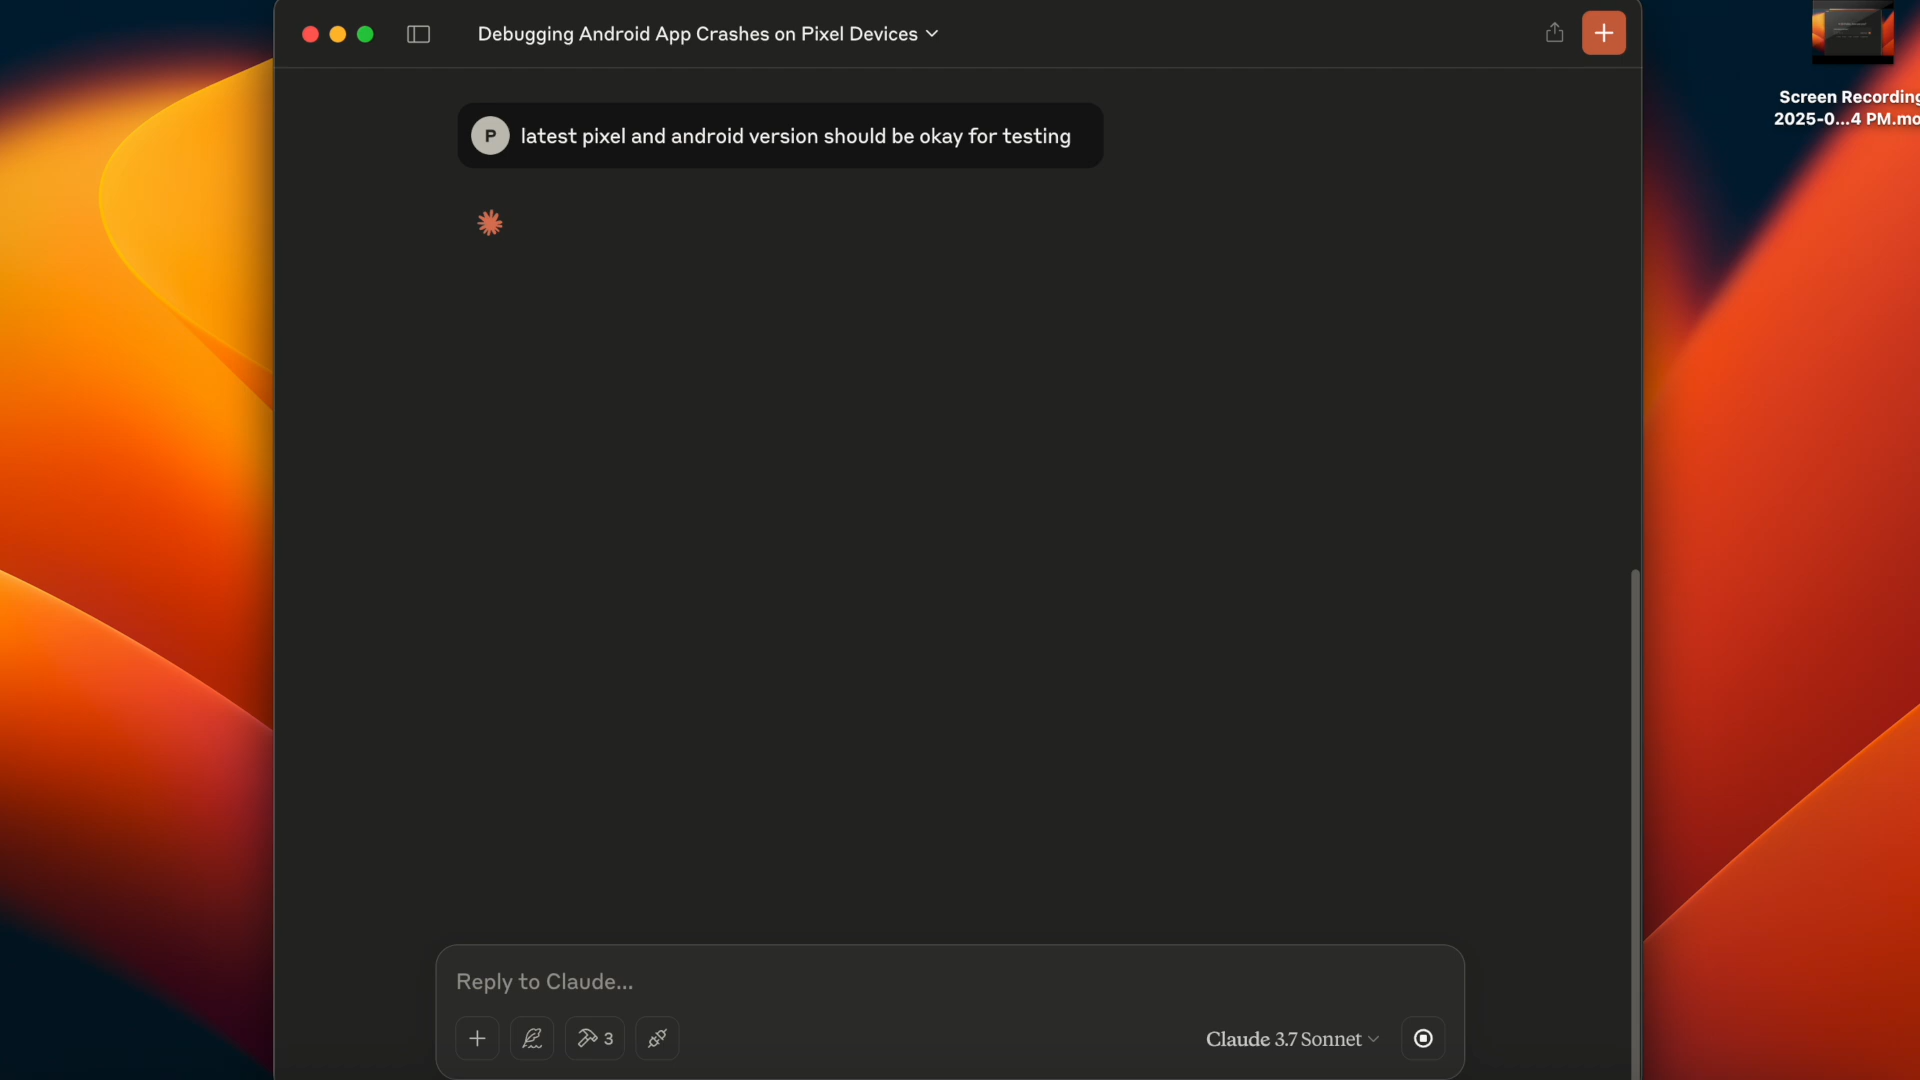 Debugging Android App Crashes on Pixel Devices
Screen Recording
2025-0...4 PM.mo
P
latest pixel and android version should be okay for testing
Reply to Claude...
3
Claude 3.7 Sonnet